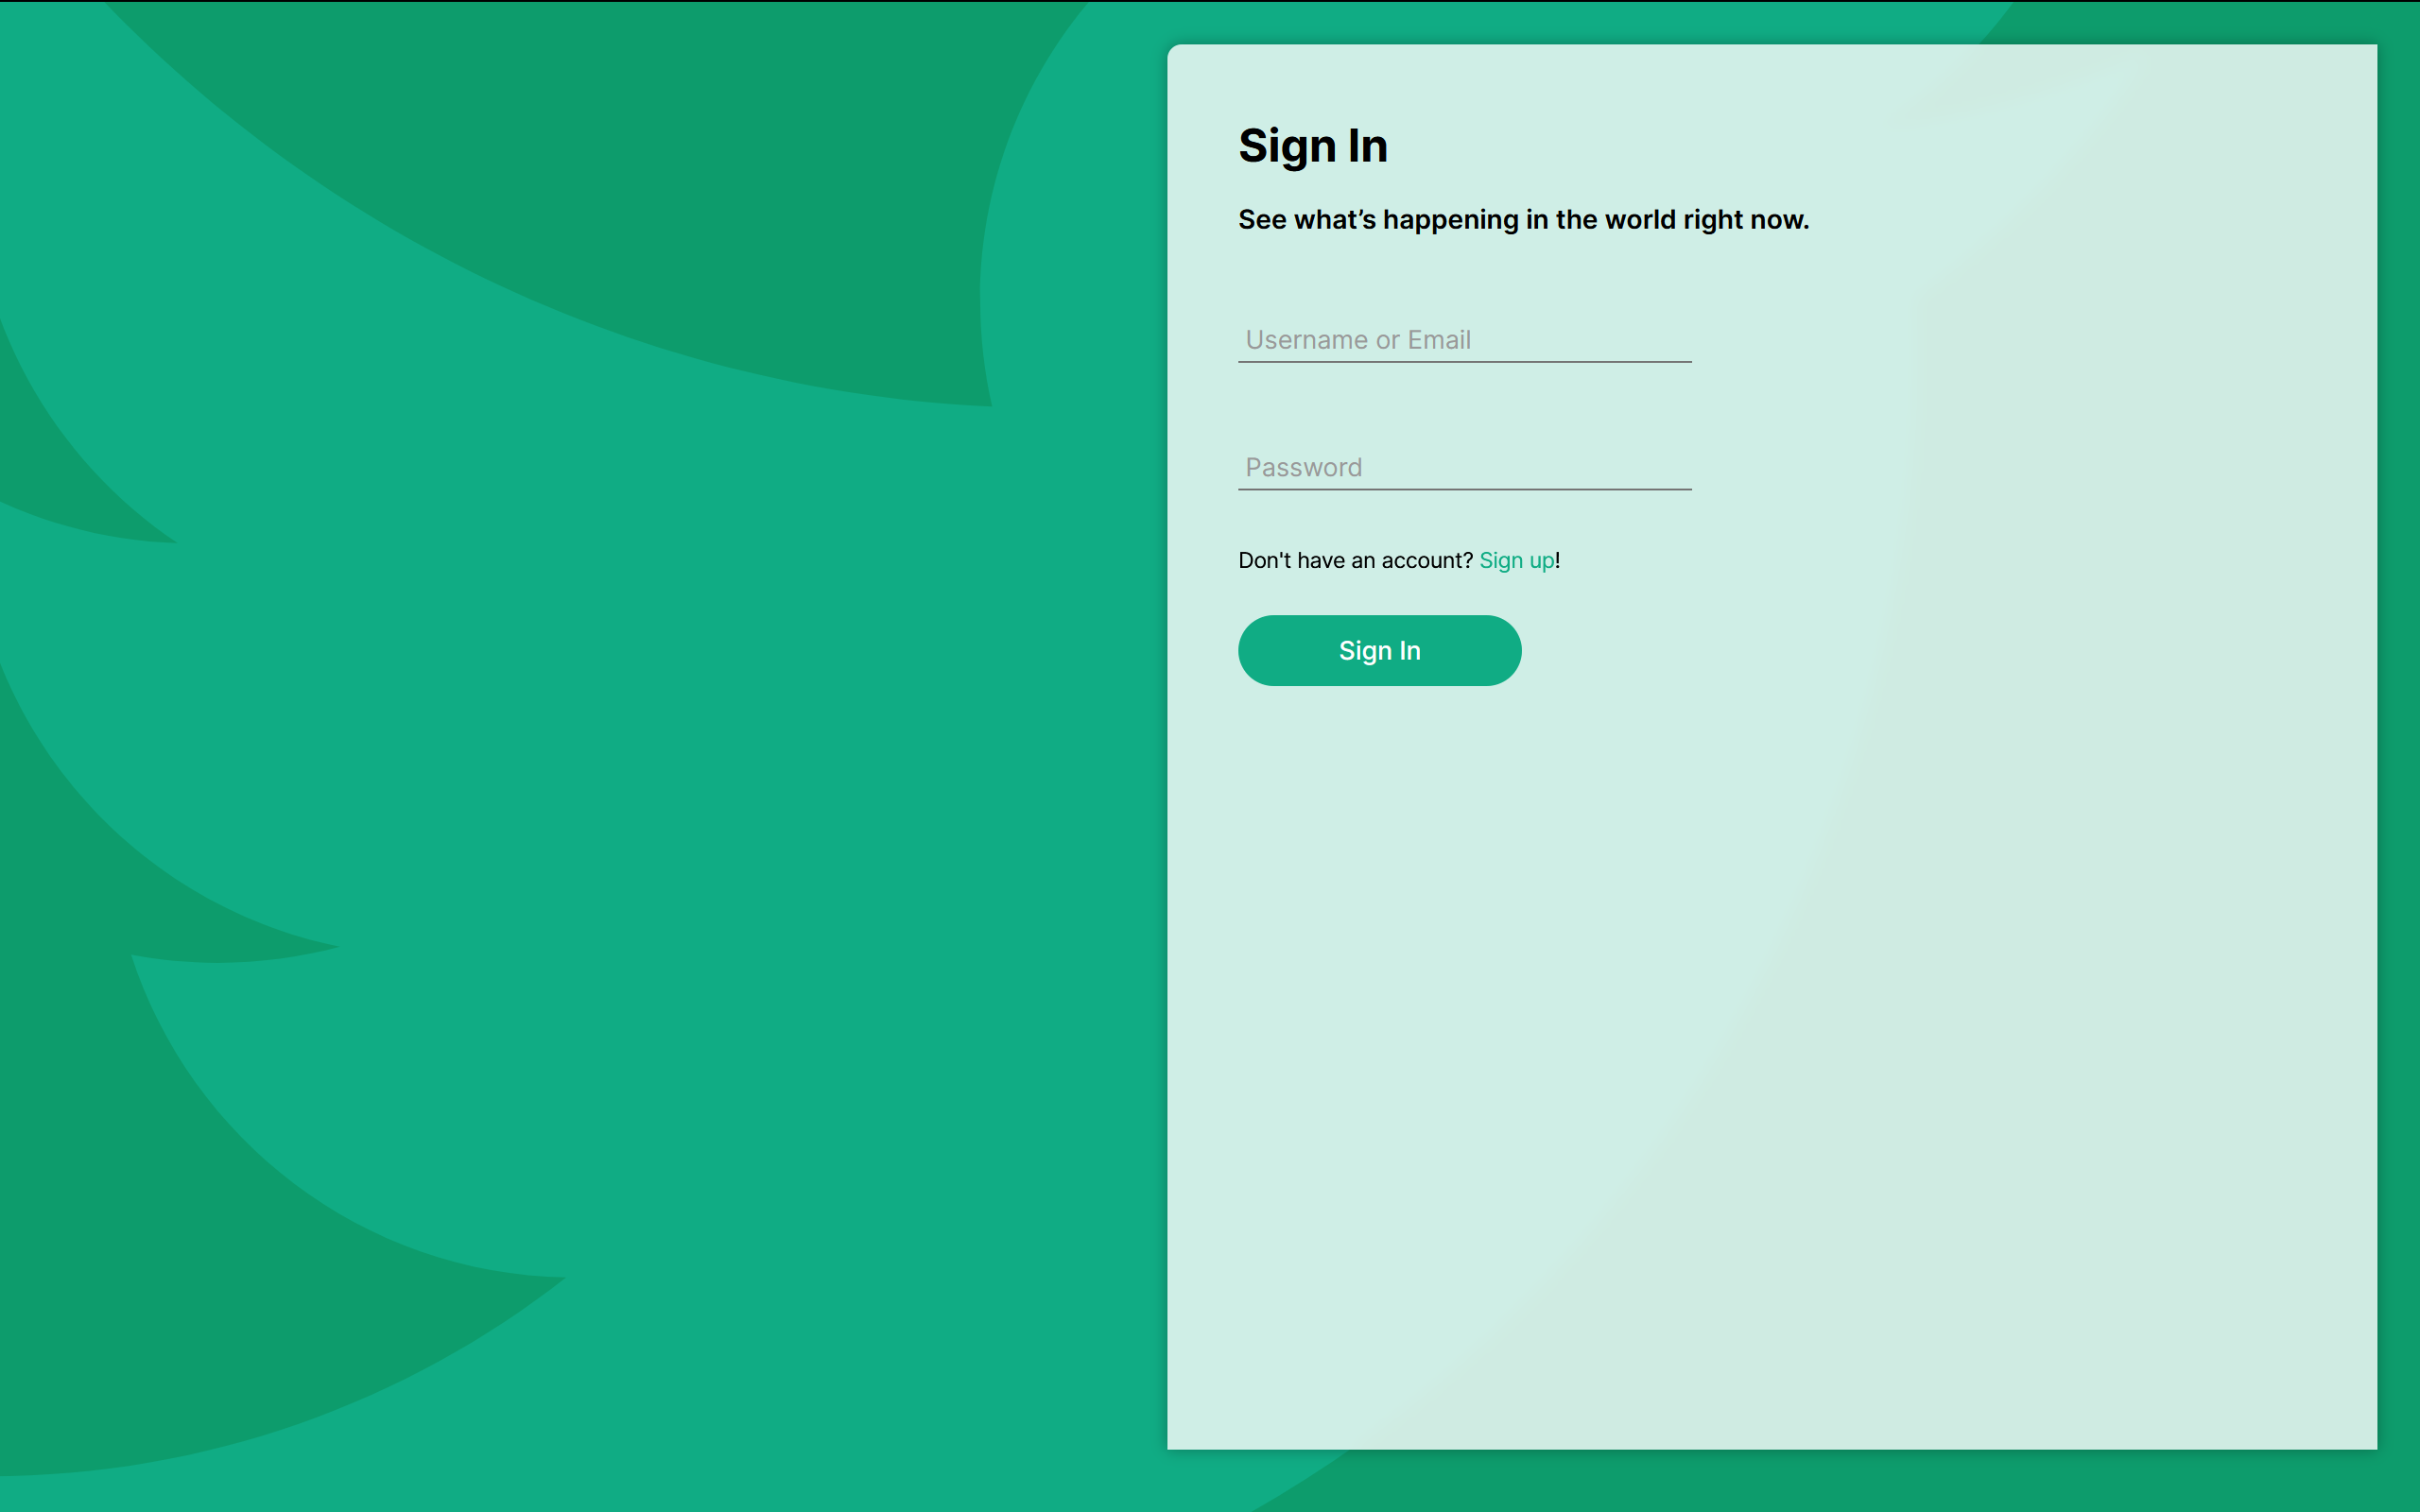 Sign In
See what’s happening in the world right now.
Username or Email
Password
Don't have an account? Sign up!
Sign In